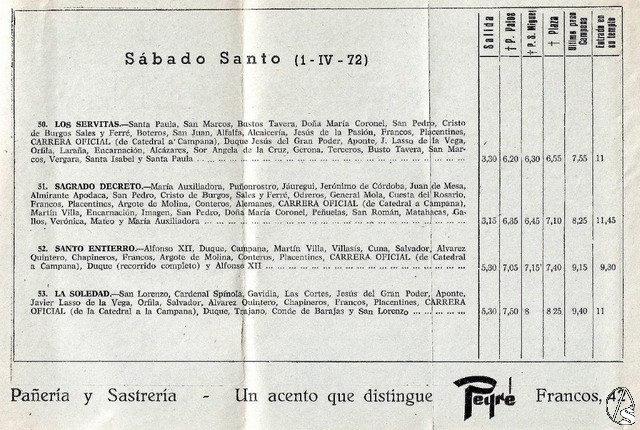 Sábado Santo (1-IV-72)
Salida
† P. Palos
† P. S. Miguel
† Plaza
Ultimo paso Campana
Entrada en su templo
50. LOS SERVITAS.—Santa Paula, San Marcos, Bustos Tavera, Doña María Coronel, San Pedro, Cristo
de Burgos Sales y Ferré, Boteros, San Juan, Alfalfa, Alcaicería, Jesús de la Pasión, Francos, Placentines,
CARRERA OFICIAL (de Catedral a Campana), Duque Jesús del Gran Poder, Aponte, J. Lasso de la Vega,
Orfila, Laraña, Encarnación, Alcázares, Sor Angela de la Cruz, Gerona, Terceros, Busto Tavera, San Mar-
cos, Vergara, Santa Isabel y Santa Paula ... 3,30 6,20 6,30 6,55 7,55 11
51. SAGRADO DECRETO.—María Auxiliadora, Puñonrostro, Jáuregui, Jerónimo de Córdoba, Juan de Mesa,
Almirante Apodaca, San Pedro, Cristo de Burgos, Sales y Ferré, Odreros, General Mola, Cuesta del Rosario,
Francos, Placentines, Argote de Molina, Conteros, Alemanes, CARRERA OFICIAL (de Catedral a Campana),
Martín Villa, Encarnación, Imagen, San Pedro, Doña María Coronel, Peñuelas, San Román, Matahacas, Ga-
llos, Verónica, Mateo y María Auxiliadora ... 3,15 6,35 6,45 7,10 8,25 11,45
52. SANTO ENTIERRO.—Alfonso XII, Duque, Campana, Martín Villa, Villasís, Cuna, Salvador, Alvarez
Quintero, Chapineros, Francos, Argote de Molina, Conteros, Placentines, CARRERA OFICIAL (de Catedral
a Campana), Duque (recorrido completo) y Alfonso XII ... 5,30 7,05 7,15 7,40 9,15 9,30
53. LA SOLEDAD.—San Lorenzo, Cardenal Spínola, Gavidia, Las Cortes, Jesús del Gran Poder, Aponte,
Javier Lasso de la Vega, Orfila, Salvador, Alvarez Quintero, Chapineros, Francos, Placentines, CARRERA
OFICIAL (de la Catedral a la Campana), Duque, Trajano, Conde de Barajas y San Lorenzo ... 5,30 7,50 8 8 25 9,40 11
Pañería y Sastrería - Un acento que distingue Peyré Francos, 42